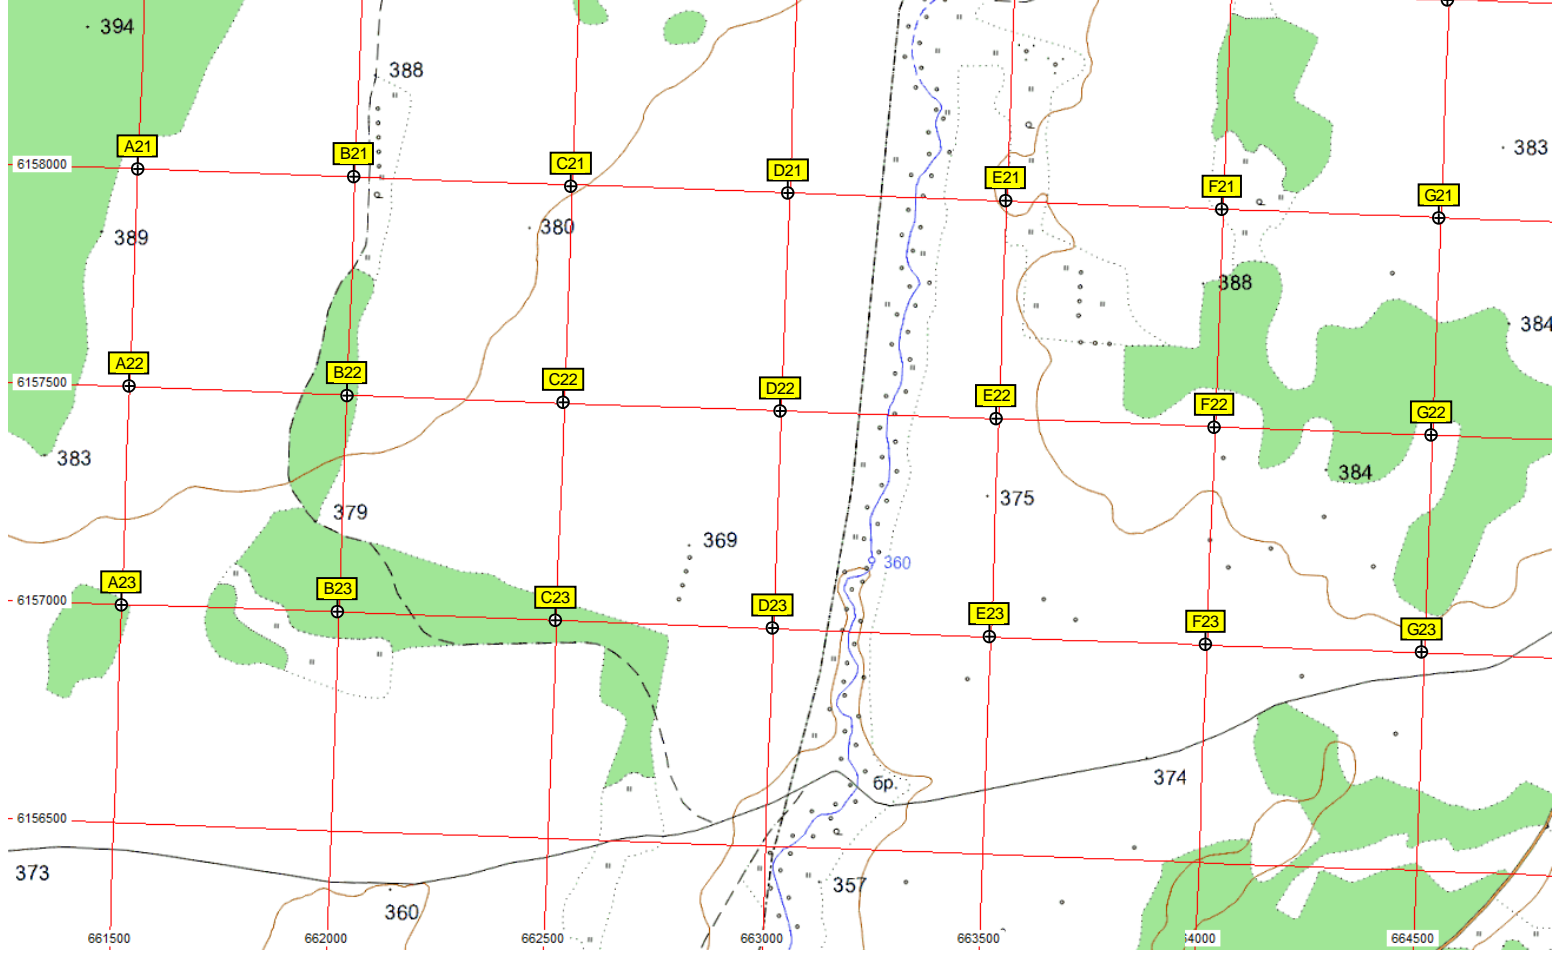 394
388
A21
B21
C21
D21
E21
F21
G21
383
6158000
389
380
388
384
A22
B22
C22
D22
E22
F22
G22
6157500
383
384
379
375
369
360
A23
B23
C23
D23
E23
F23
G23
6157000
374
бр.
6156500
373
357
360
661500 662000 662500 663000 663500 64000 664500